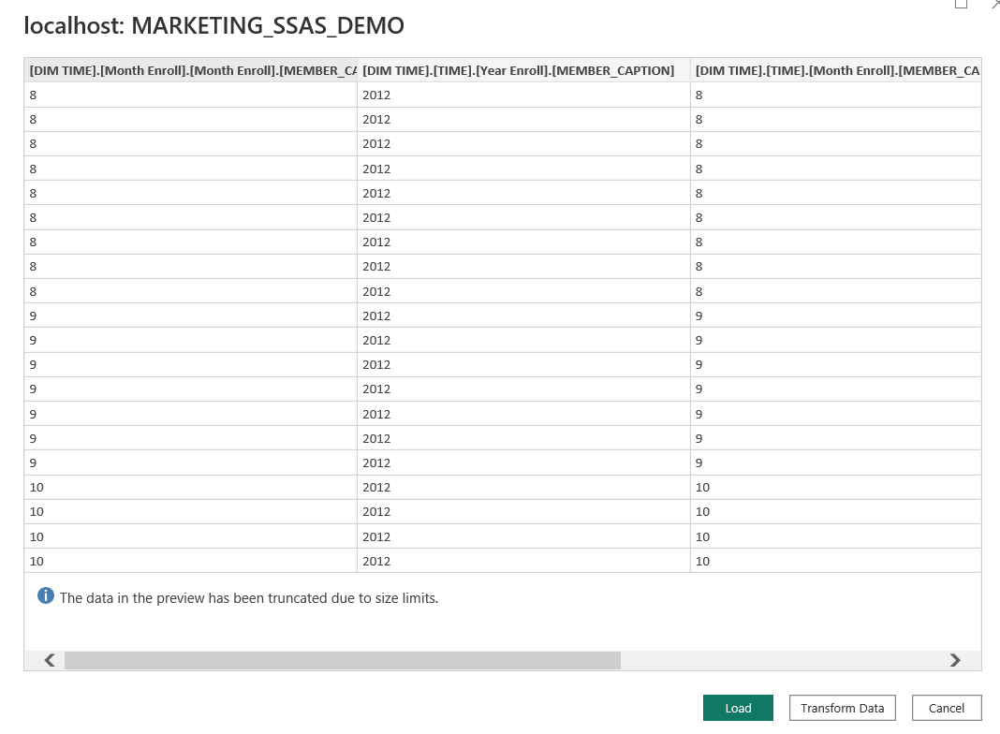 localhost: MARKETING_SSAS_DEMO
[DIM TIME].[Month Enroll].[Month Enroll].[MEMBER_CA [DIM TIME].[TIME].[Year Enroll].[MEMBER_CAPTION] [DIM TIME].[TIME].[Month Enroll].[MEMBER_CA
8 2012 8
8 2012 8
8 2012 8
8 2012 8
8 2012 8
8 2012 8
8 2012 8
8 2012 8
8 2012 8
9 2012 9
9 2012 9
9 2012 9
9 2012 9
9 2012 9
9 2012 9
9 2012 9
10 2012 10
10 2012 10
10 2012 10
10 2012 10
The data in the preview has been truncated due to size limits.
Load Transform Data Cancel